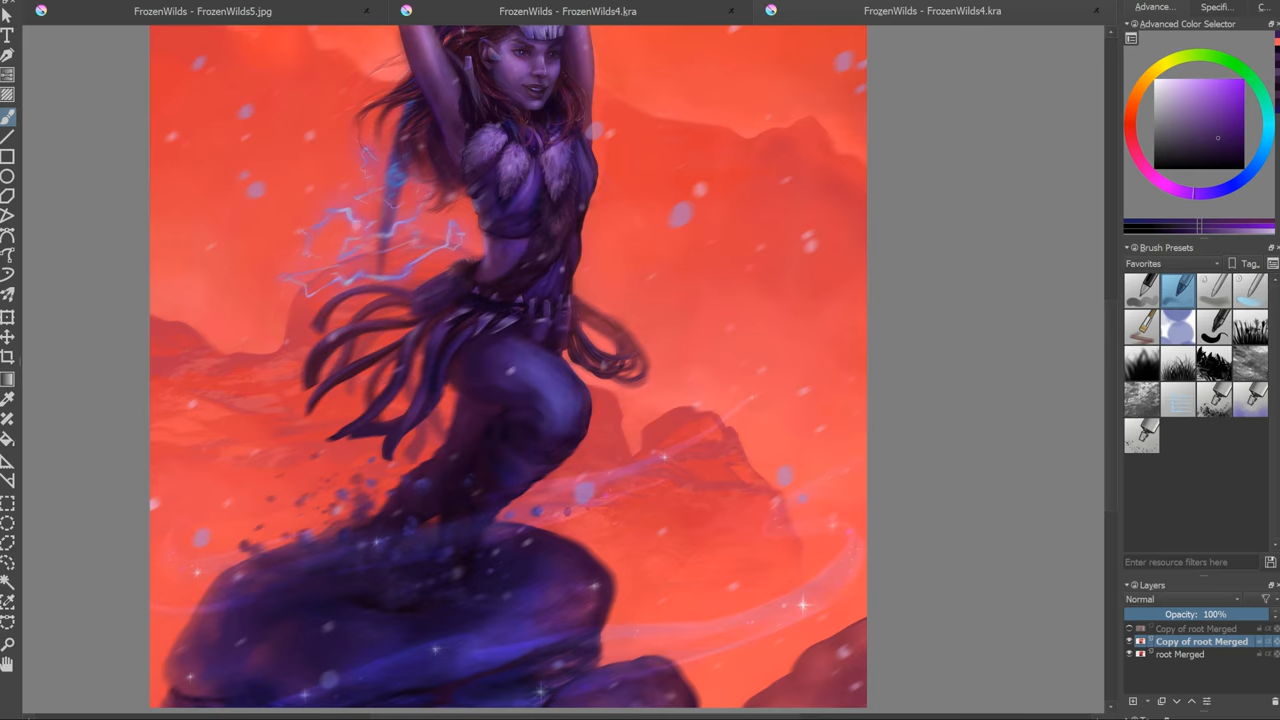 FrozenWilds - FrozenWilds5.jpg
FrozenWilds - FrozenWilds4.kra
FrozenWilds - FrozenWilds4.kra
Advance...
Specifi...
C...
Advanced Color Selector
Brush Presets
Favorites
Tag
Enter resource filters here
Layers
Normal
Opacity: 100%
Copy of root Merged
Copy of root Merged
root Merged